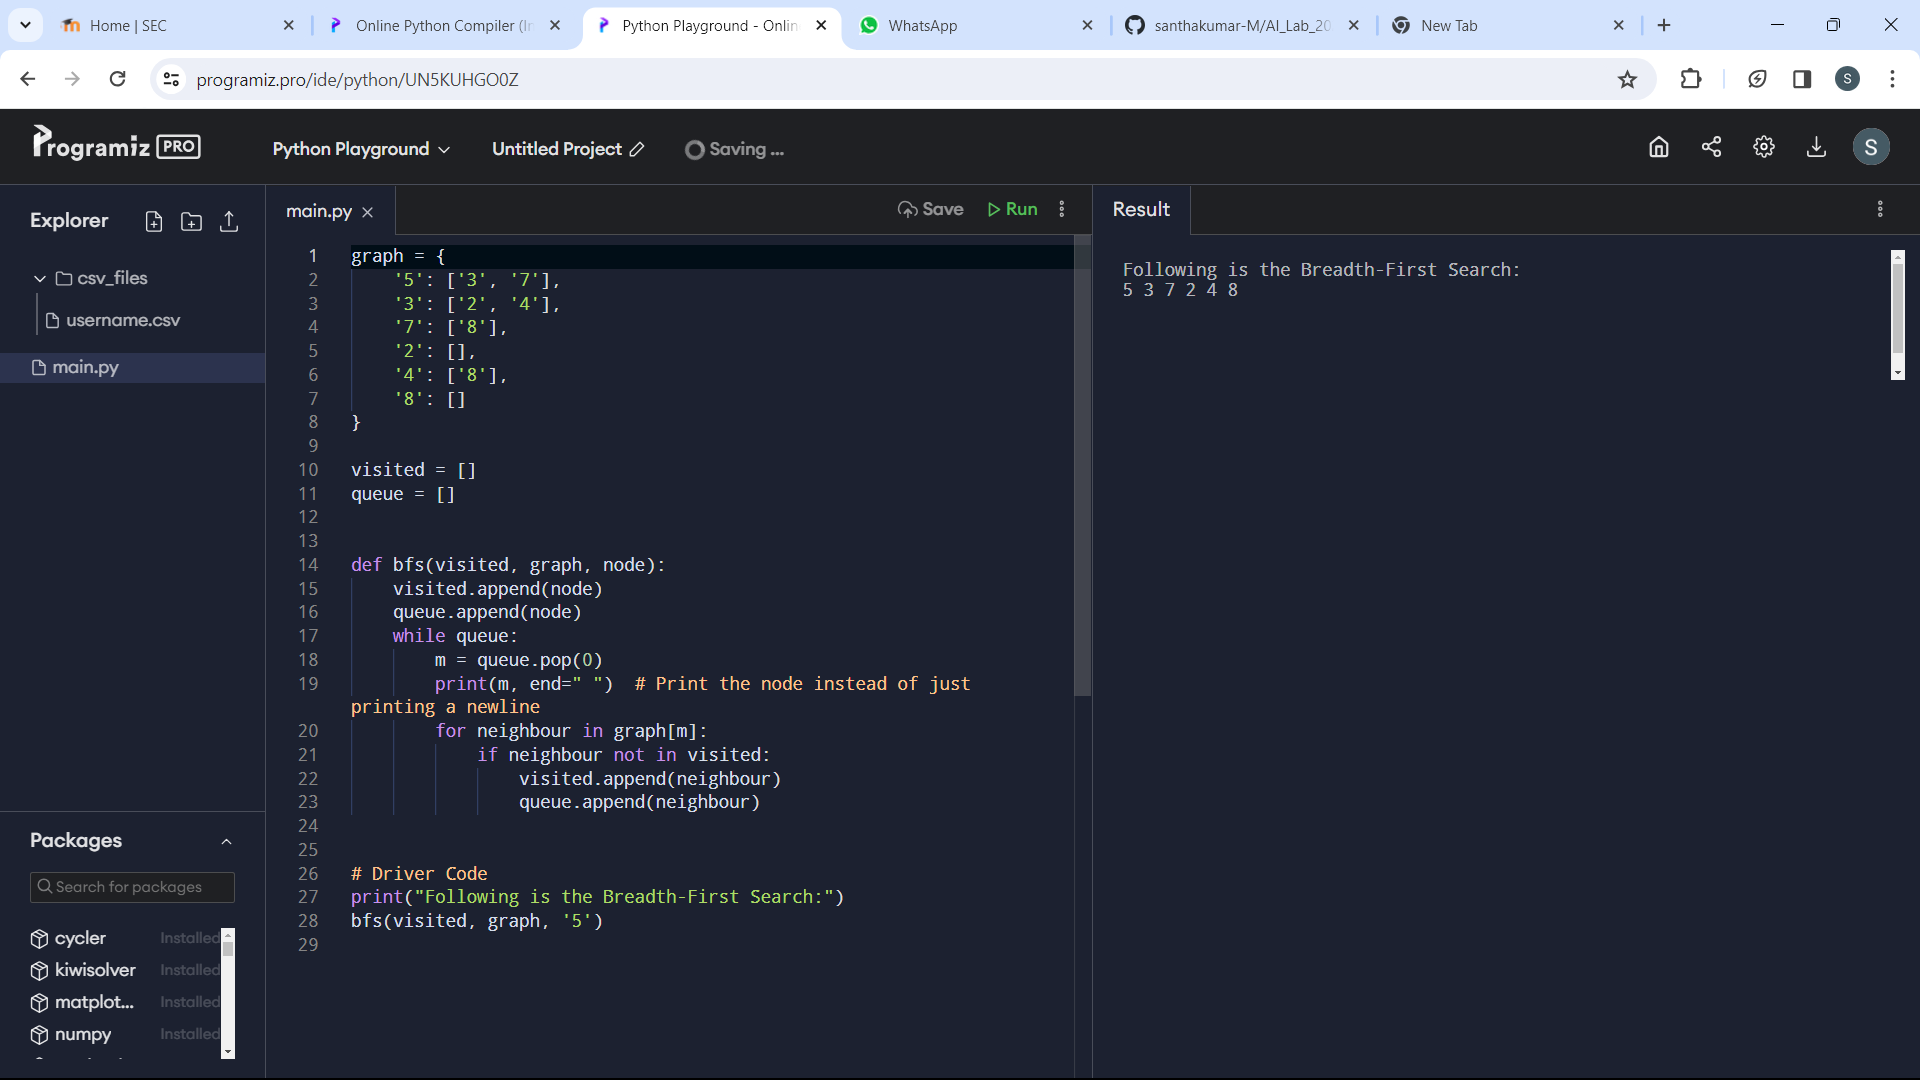 Home | SEC
Online Python Compiler (In
Python Playground - Onlin
WhatsApp
santhakumar-M/AI_Lab_20
New Tab
programiz.pro/ide/python/UN5KUHGO0Z
S
Programiz PRO
Python Playground
Untitled Project
Saving ...
S
Explorer
csv_files
username.csv
main.py
main.py
Save
Run
Result
1 graph = {
2 '5': ['3', '7'],
3 '3': ['2', '4'],
4 '7': ['8'],
5 '2': [],
6 '4': ['8'],
7 '8': []
8 }
9
10 visited = []
11 queue = []
12
13
14 def bfs(visited, graph, node):
15 visited.append(node)
16 queue.append(node)
17 while queue:
18 m = queue.pop(0)
19 print(m, end=" ")  # Print the node instead of just
printing a newline
20 for neighbour in graph[m]:
21 if neighbour not in visited:
22 visited.append(neighbour)
23 queue.append(neighbour)
24
25
26 # Driver Code
27 print("Following is the Breadth-First Search:")
28 bfs(visited, graph, '5')
29
Following is the Breadth-First Search:
5 3 7 2 4 8
Packages
Search for packages
cycler Installed
kiwisolver Installed
matplot... Installed
numpy Installed